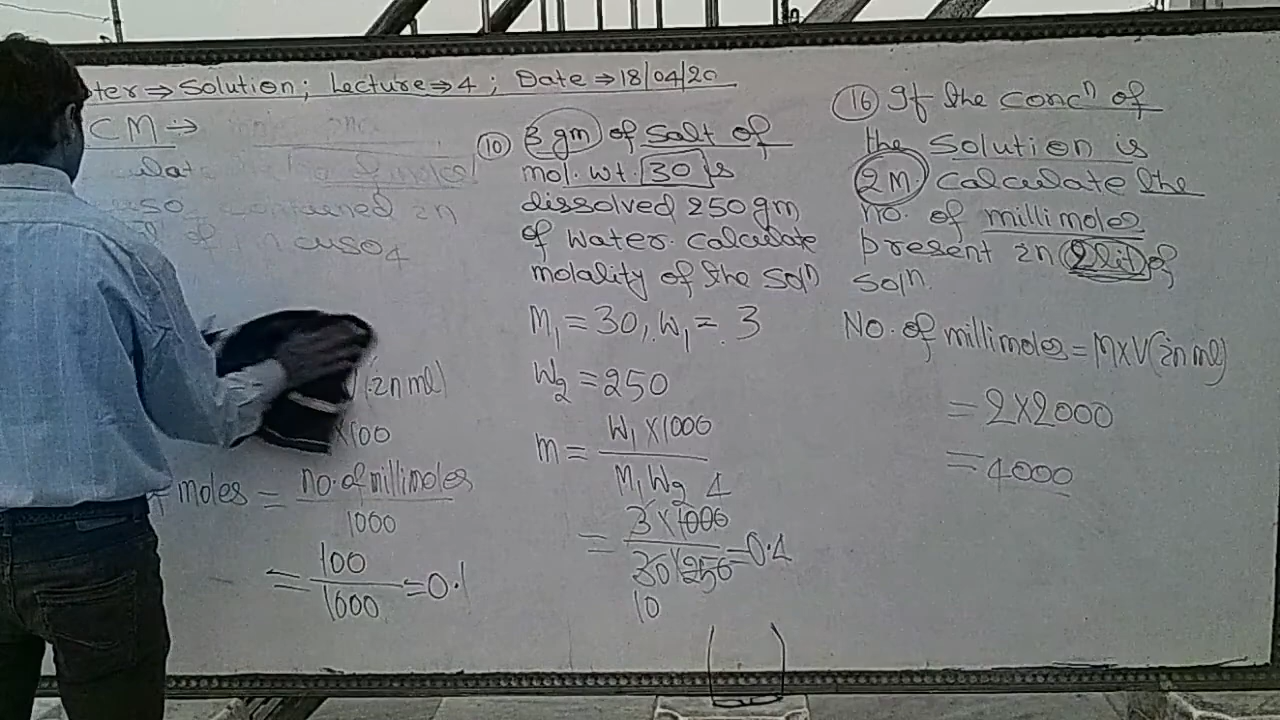 ter ⇒ Solution; Lecture ⇒ 4; Date ⇒ 18/04/20
CM →
contained in
CuSO4
(in ml)
×100
moles = no. of millimoles / 1000
= 100 / 1000 = 0.1
(10) 3 gm of Salt of
mol. wt. 30 is
dissolved 250 gm
of water. calculate
molality of the soln
M1 = 30, W1 = 3
W2 = 250
m = W1 × 1000 / M1 W2
4
= 3 × 1000 / 30 × 250 = 0.4
10
(16) If the concn of
the Solution is
2M calculate the
no. of millimoles
present in 2 lit of
soln.
No. of millimoles = M×V(in ml)
= 2×2000
= 4000